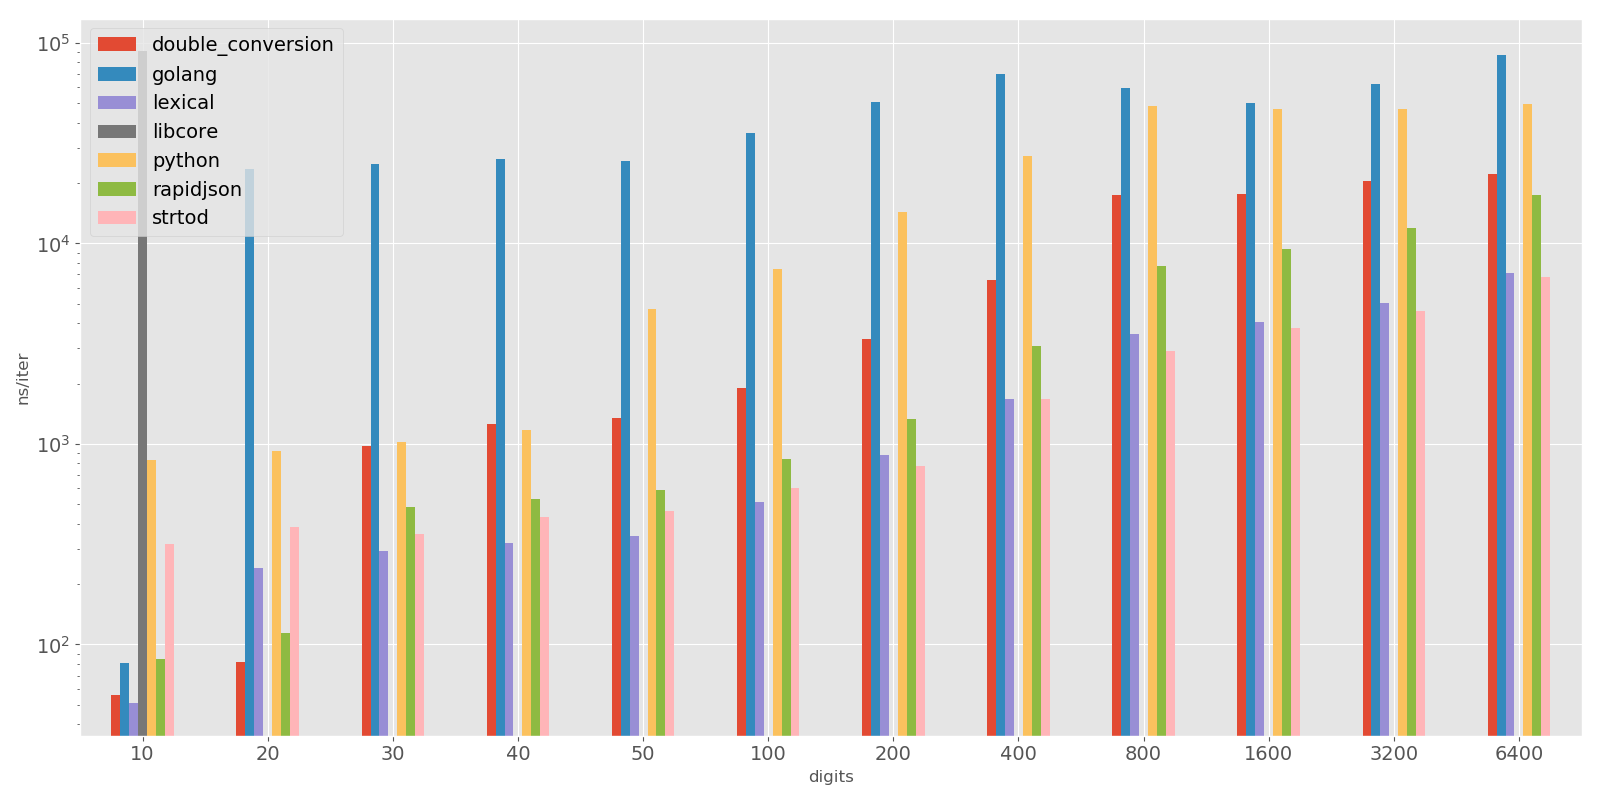 double_conversion
golang
lexical
libcore
python
rapidjson
strtod
10^5
10^4
10^3
10^2
ns/iter
10 20 30 40 50 100 200 400 800 1600 3200 6400
digits